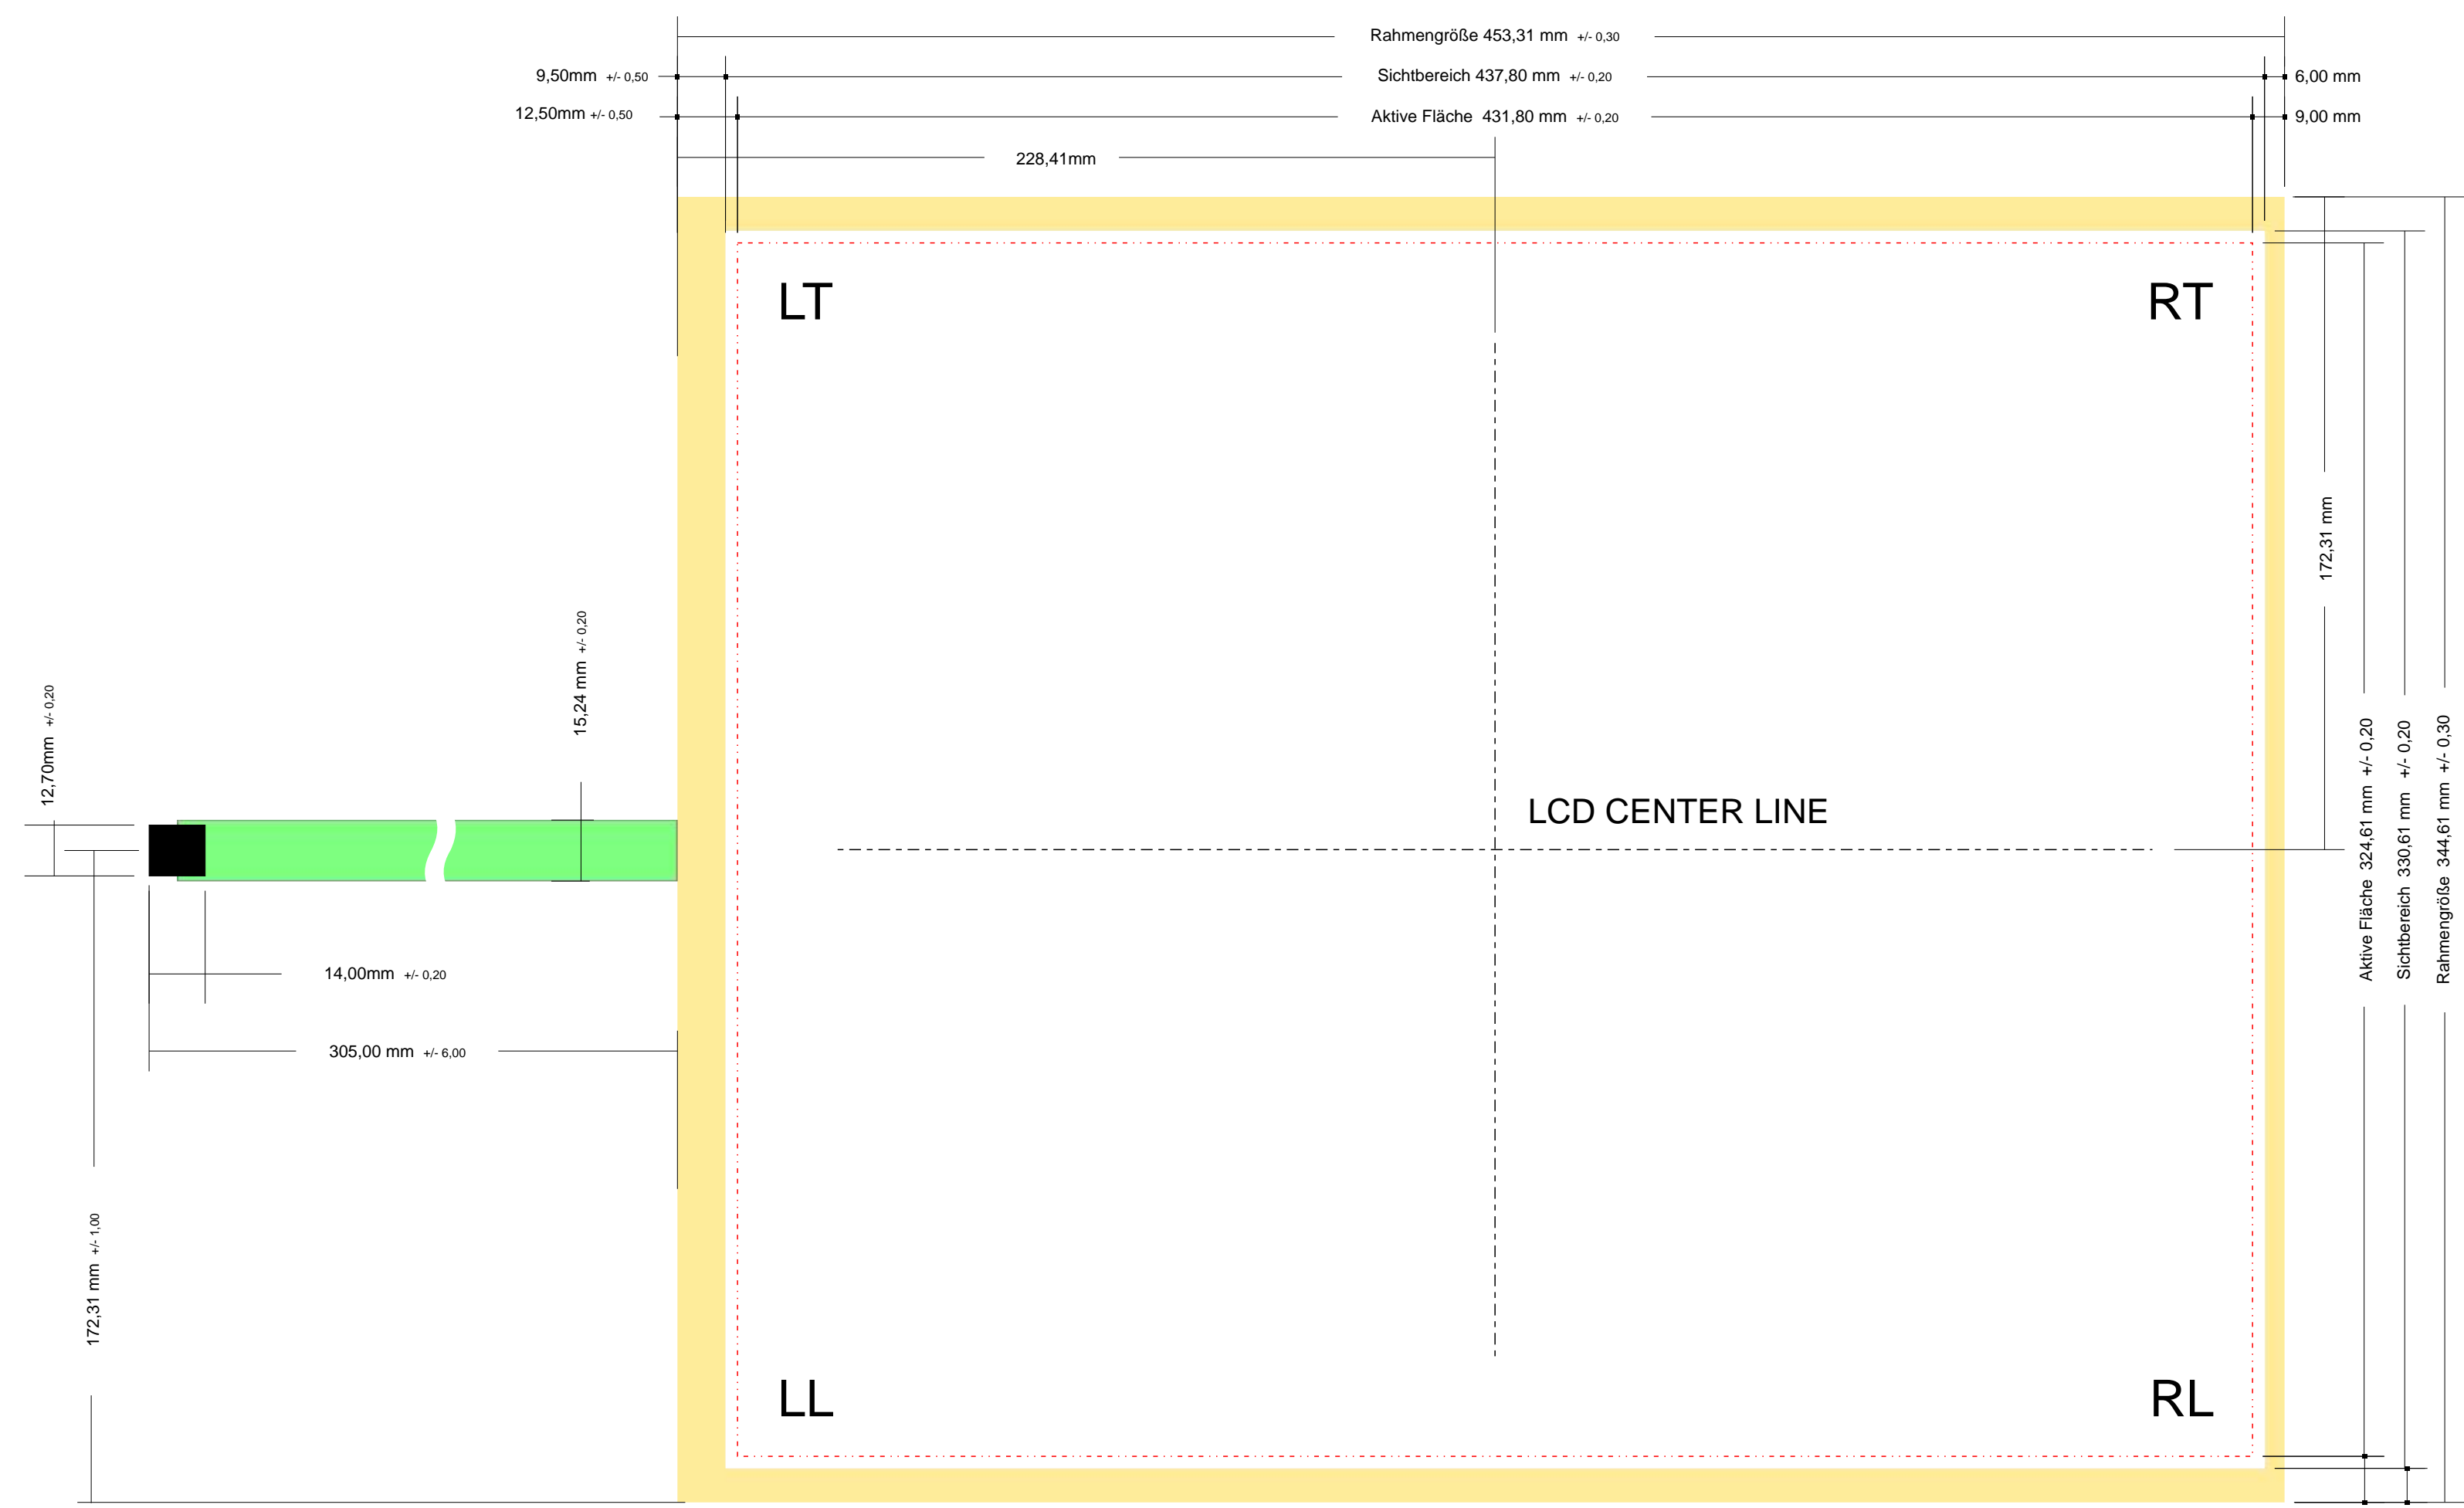 Rahmengröße 453,31 mm +/- 0,30
9,50mm +/- 0,50
Sichtbereich 437,80 mm +/- 0,20
6,00 mm
12,50mm +/- 0,50
Aktive Fläche 431,80 mm +/- 0,20
9,00 mm
228,41mm
LT
RT
172,31 mm
15,24 mm +/- 0,20
12,70mm +/- 0,20
Aktive Fläche 324,61 mm +/- 0,20
Sichtbereich 330,61 mm +/- 0,20
Rahmengröße 344,61 mm +/- 0,30
LCD CENTER LINE
14,00mm +/- 0,20
305,00 mm +/- 6,00
172,31 mm +/- 1,00
LL
RL